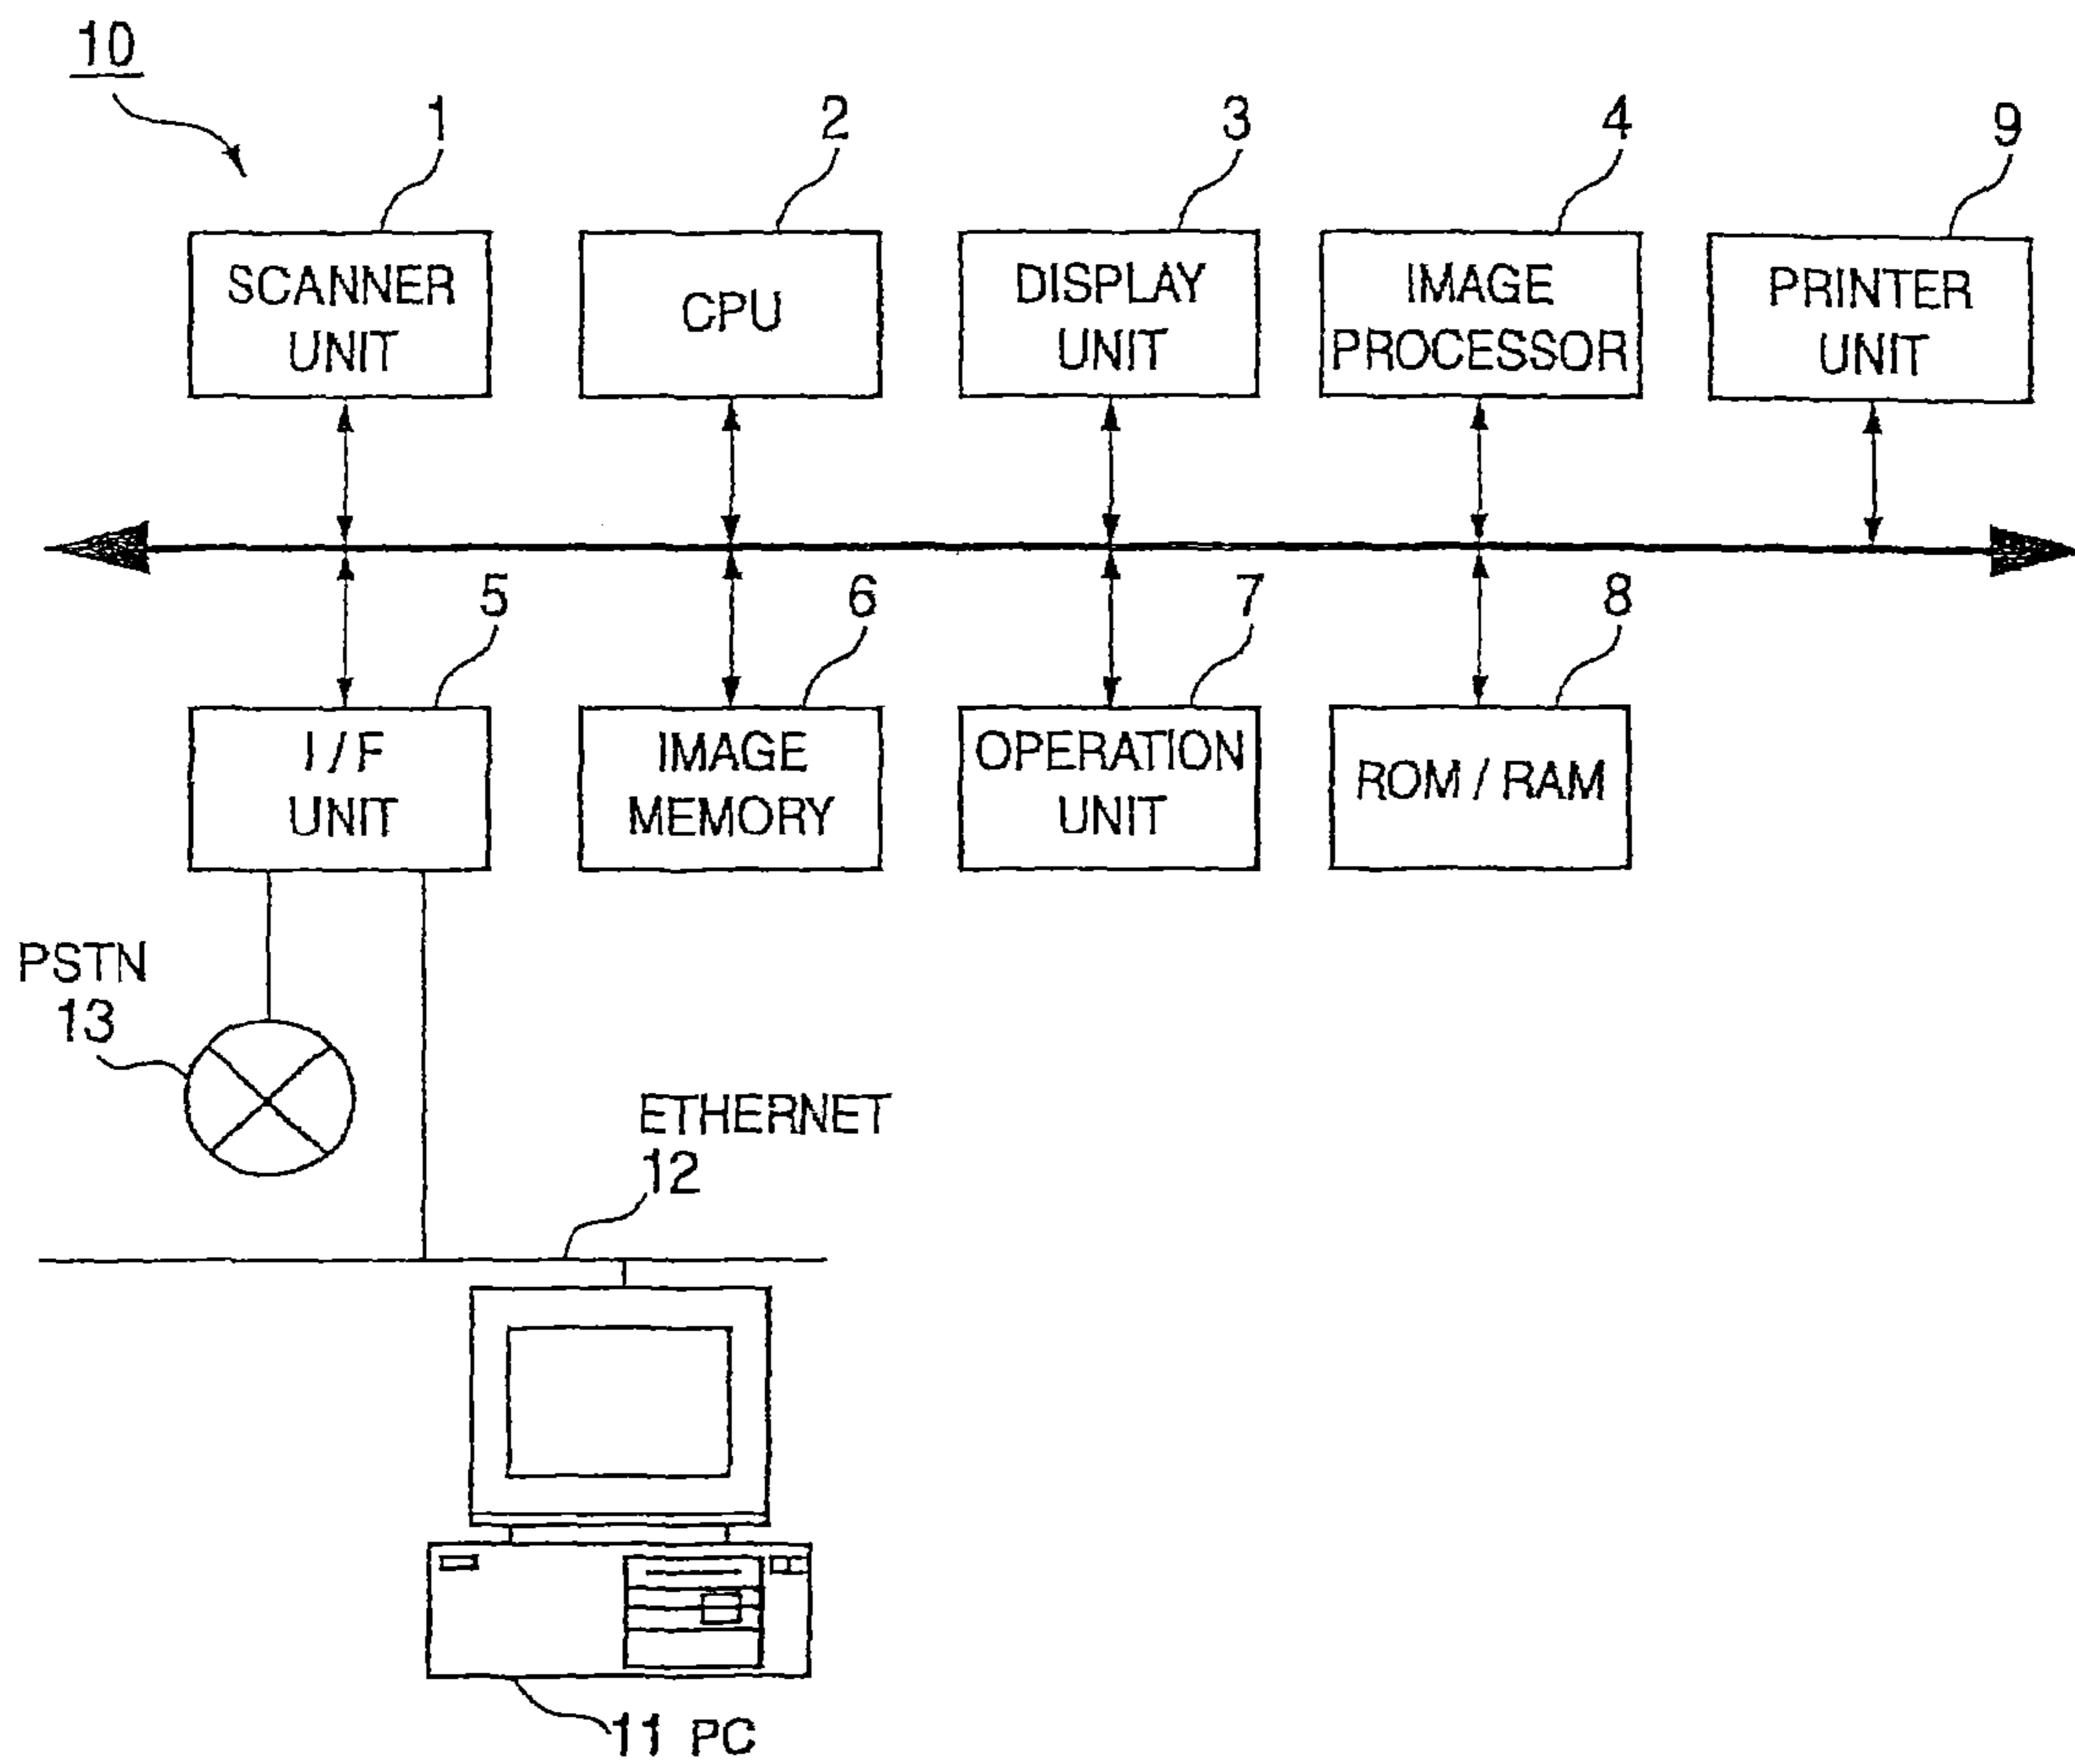 10
1
2
3
4
9
SCANNER
UNIT
CPU
DISPLAY
UNIT
IMAGE
PROCESSOR
PRINTER
UNIT
5
6
7
8
I/F
UNIT
IMAGE
MEMORY
OPERATION
UNIT
ROM / RAM
PSTN
13
ETHERNET
12
11 PC